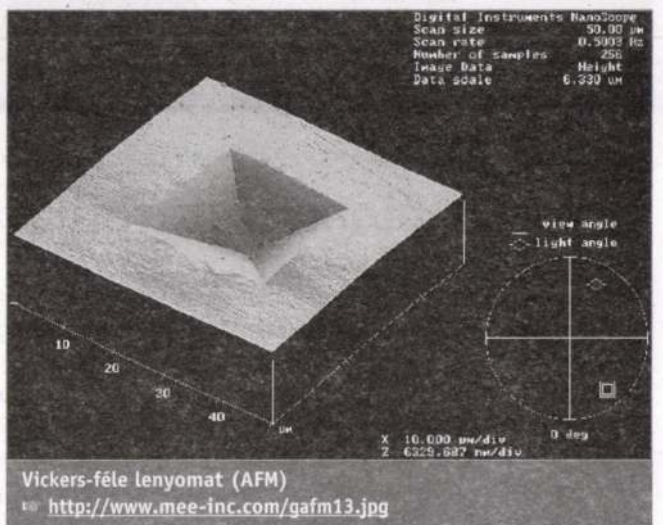 Digital Instruments NanoScope
Scan size 50.00 µm
Scan rate 0.5003 Hz
Number of samples 256
Image Data Height
Data scale 6.330 um
view angle
light angle
10
20
30
40
µm
X 10.000 µm/div
Z 6329.607 nm/div
0 deg
Vickers-féle lenyomat (AFM)
http://www.mee-inc.com/gafm13.jpg